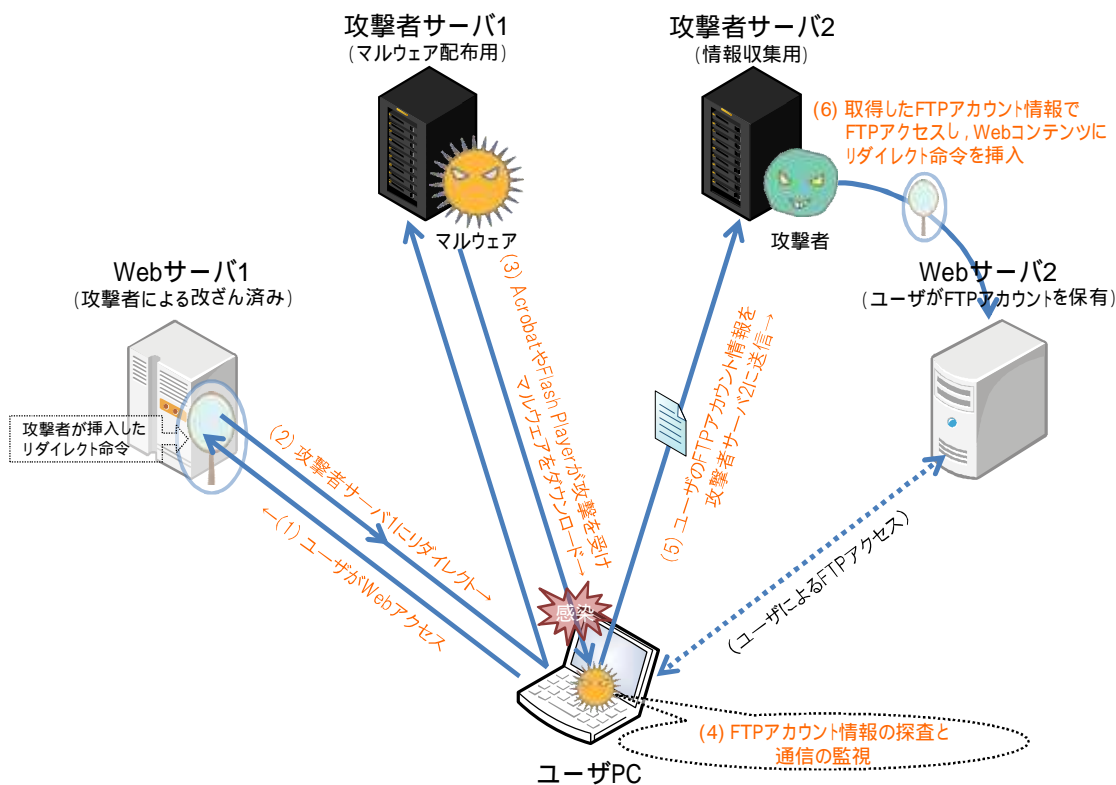 攻撃者サーバ1
(マルウェア配布用)
攻撃者サーバ2
(情報収集用)
(6) 取得したFTPアカウント情報で
FTPアクセスし，Webコンテンツに
リダイレクト命令を挿入
マルウェア
攻撃者
Webサーバ1
(攻撃者による改ざん済み)
Webサーバ2
(ユーザがFTPアカウントを保有)
攻撃者が挿入した
リダイレクト命令
(2) 攻撃者サーバ1にリダイレクト→
←(1) ユーザがWebアクセス
(3) AcrobatやFlash Playerが攻撃を受け
マルウェアをダウンロード→
(5) ユーザのFTPアカウント情報を
攻撃者サーバ2に送信→
(ユーザによるFTPアクセス)
感染
(4) FTPアカウント情報の探査と
通信の監視
ユーザPC